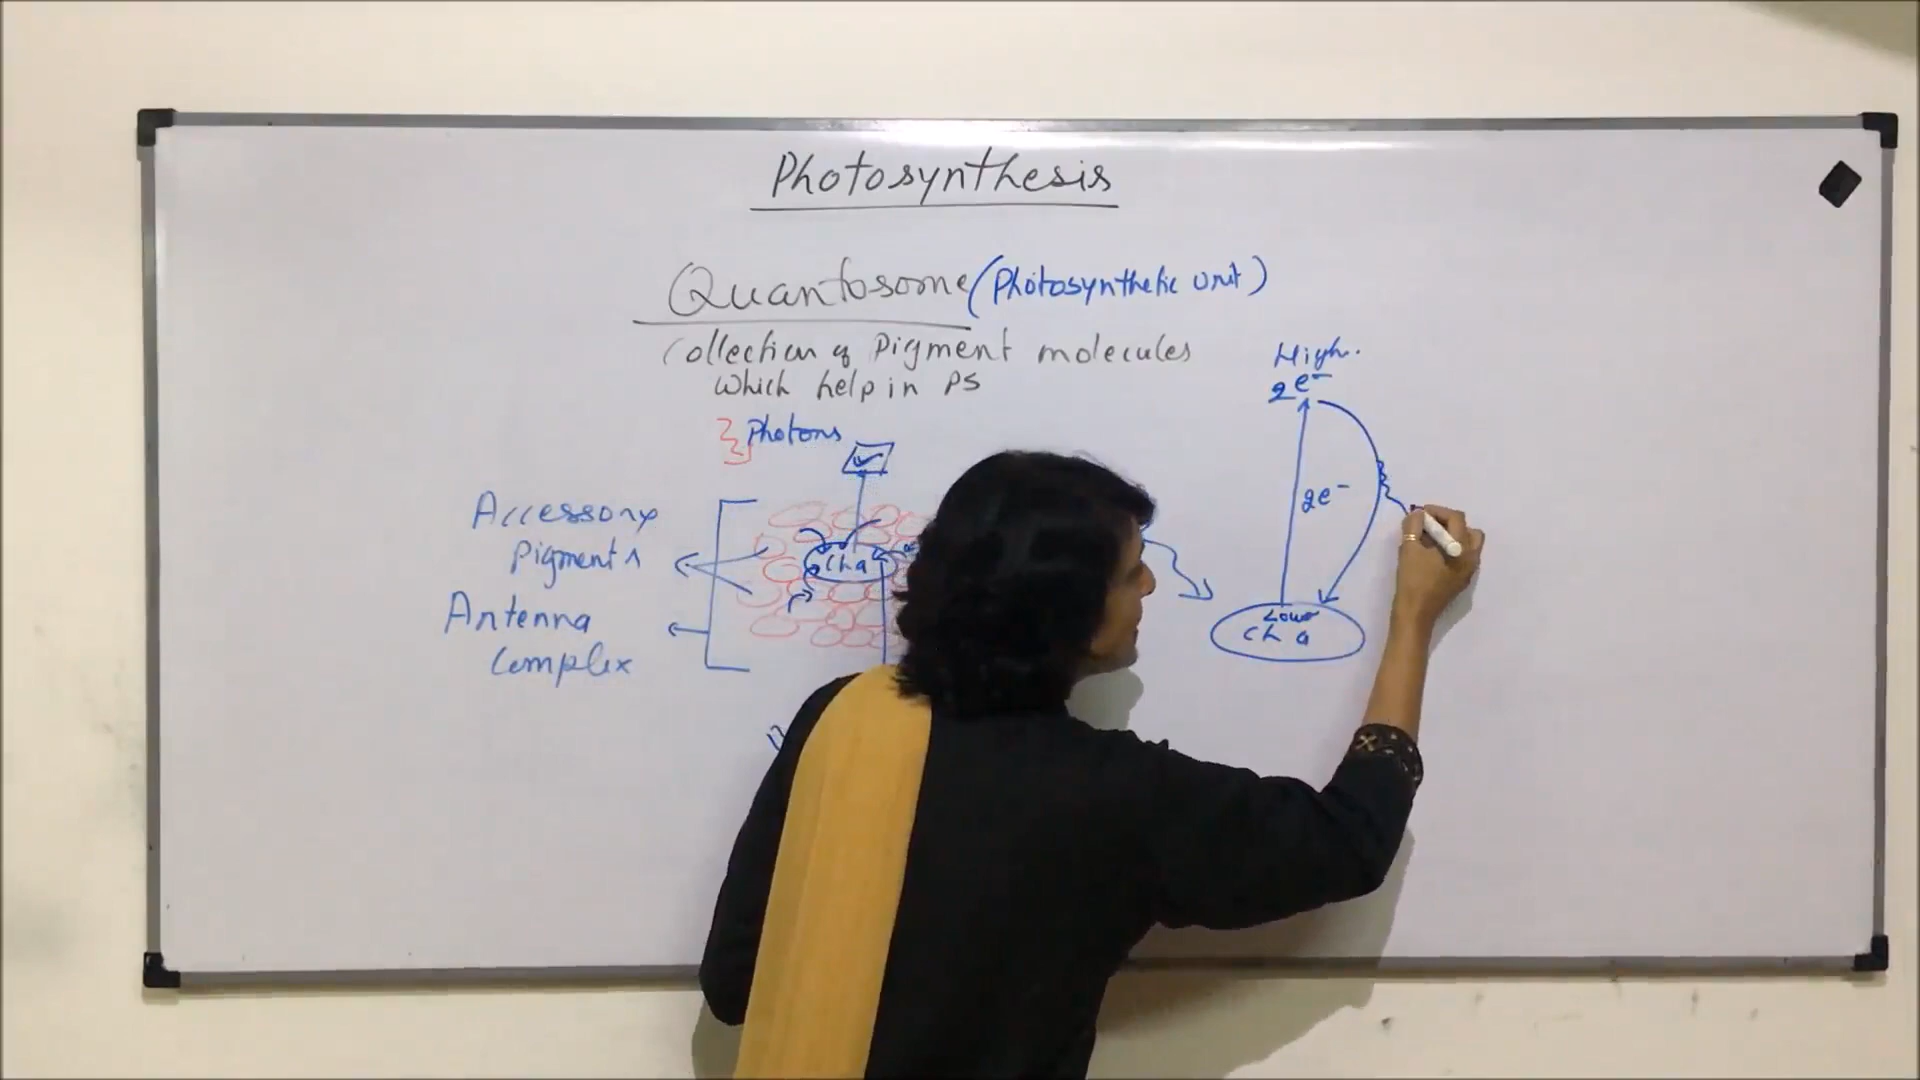 Photosynthesis
Quantosome (Photosynthetic Unit)
Collection of Pigment molecules
which help in PS
High.
2e⁻
Photons
2e⁻
Accessory
Pigments
Ch a
Antenna
Complex
Lower
Ch a